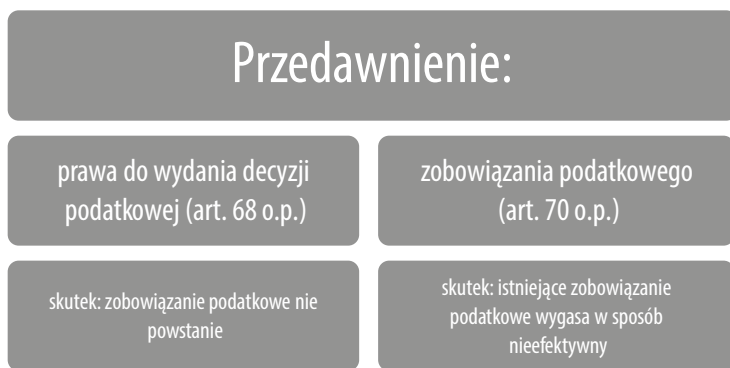 Przedawnienie:
prawa do wydania decyzji
podatkowej (art. 68 o.p.)
zobowiązania podatkowego
(art. 70 o.p.)
skutek: zobowiązanie podatkowe nie
powstanie
skutek: istniejące zobowiązanie
podatkowe wygasa w sposób
nieefektywny